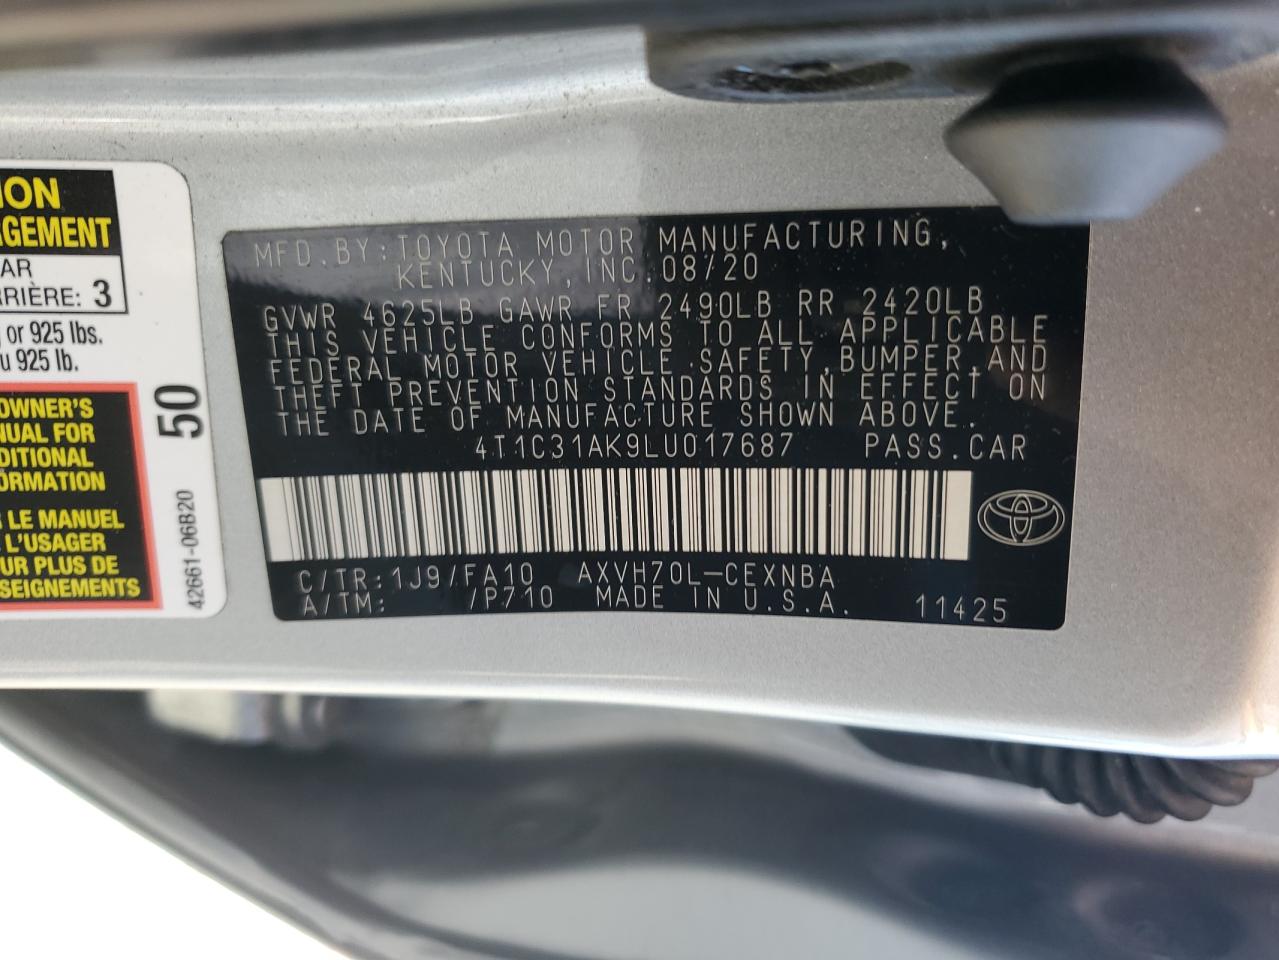 ION
RGEMENT
AR
RRIÈRE: 3
or 925 lbs.
u 925 lb.
OWNER'S
NUAL FOR
DITIONAL
ORMATION
LE MANUEL
L'USAGER
UR PLUS DE
SEIGNEMENTS
50
42661-06B20
MFD.BY:TOYOTA MOTOR MANUFACTURING,
KENTUCKY, INC.08/20
GVWR 4625LB GAWR FR 2490LB RR 2420LB
THIS VEHICLE CONFORMS TO ALL APPLICABLE
FEDERAL MOTOR VEHICLE SAFETY,BUMPER,AND
THEFT PREVENTION STANDARDS IN EFFECT ON
THE DATE OF MANUFACTURE SHOWN ABOVE.
4T1C31AK9LU017687 PASS.CAR
C/TR:1J9/FA10 AXVH70L-CEXNBA
A/TM: /P710 MADE IN U.S.A. 11425